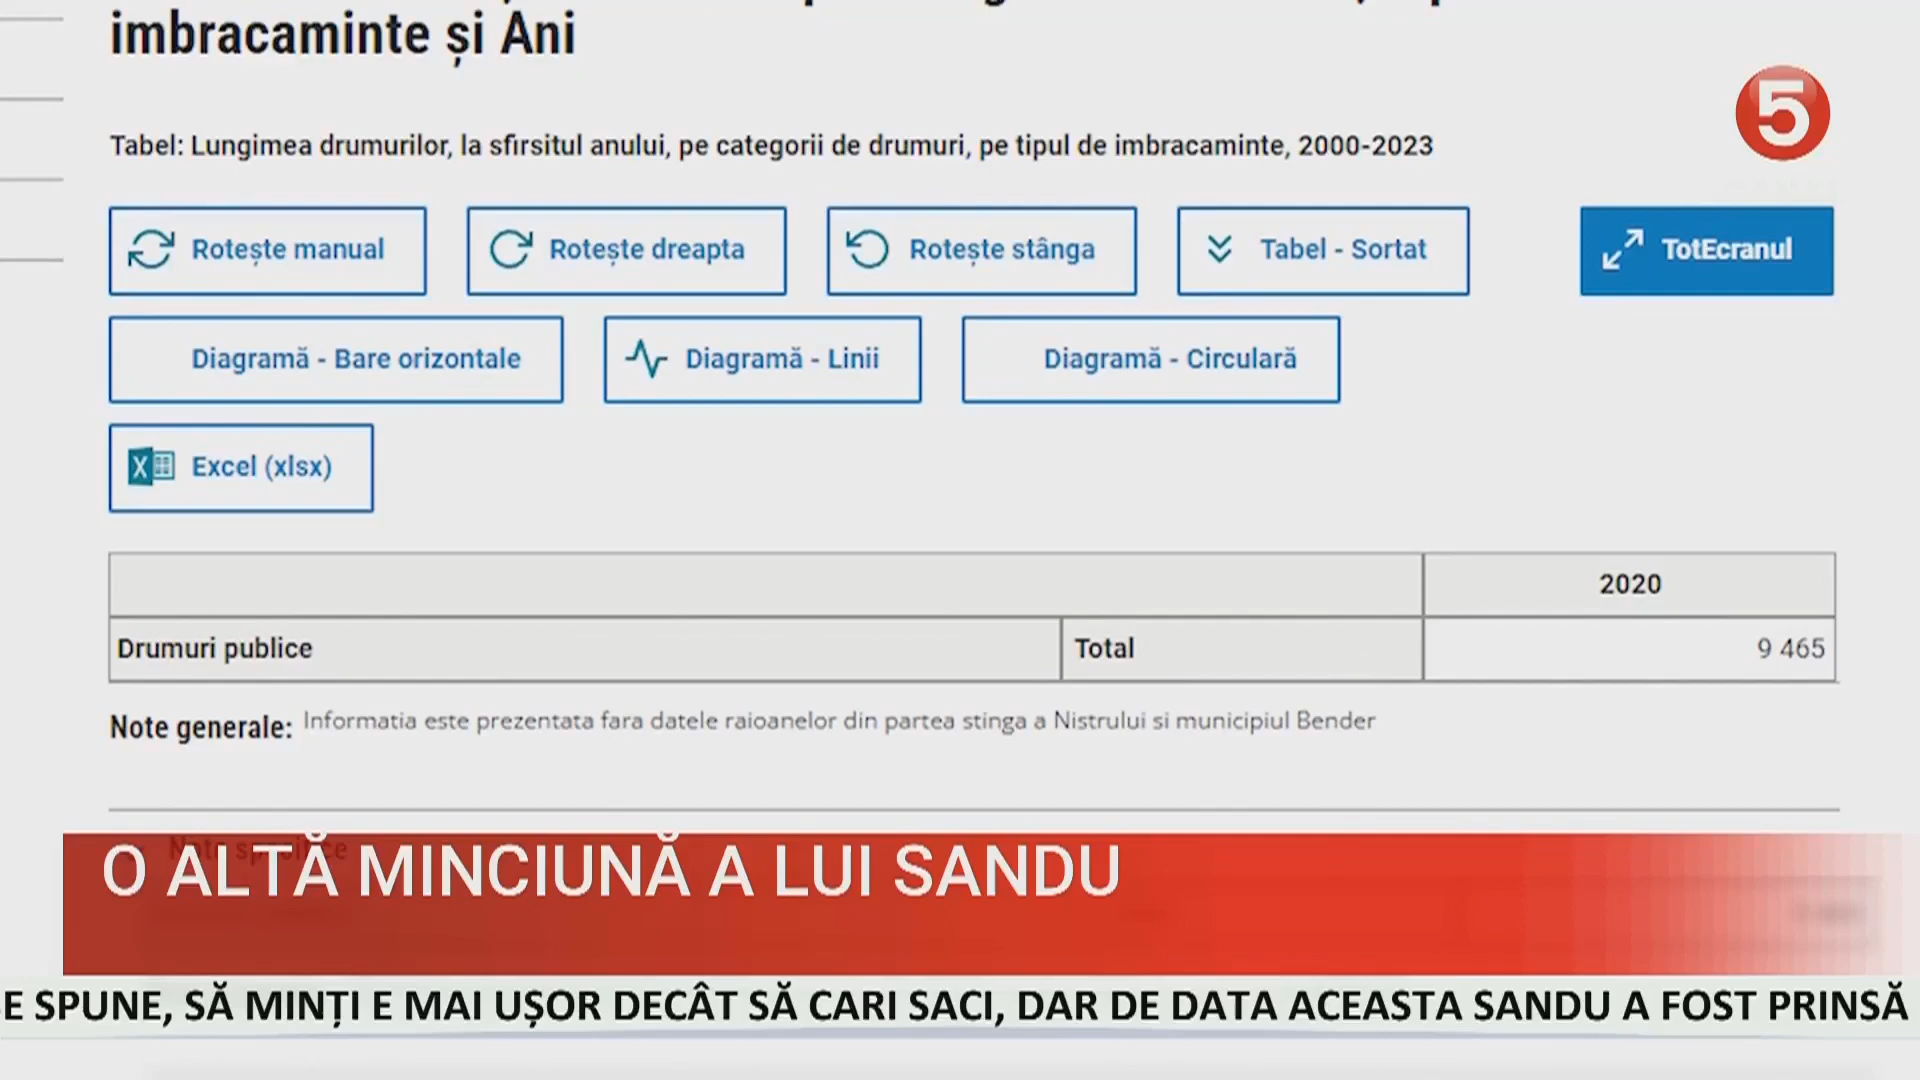 imbracaminte și Ani
5
Tabel: Lungimea drumurilor, la sfirsitul anului, pe categorii de drumuri, pe tipul de imbracaminte, 2000-2023
Rotește manual
Rotește dreapta
Rotește stânga
Tabel - Sortat
TotEcranul
Diagramă - Bare orizontale
Diagramă - Linii
Diagramă - Circulară
Excel (xlsx)
2020
Drumuri publice
Total
9 465
Note generale: Informatia este prezentata fara datele raioanelor din partea stinga a Nistrului si municipiul Bender
Note specifice
O ALTĂ MINCIUNĂ A LUI SANDU
E SPUNE, SĂ MINȚI E MAI UȘOR DECÂT SĂ CARI SACI, DAR DE DATA ACEASTA SANDU A FOST PRINSĂ